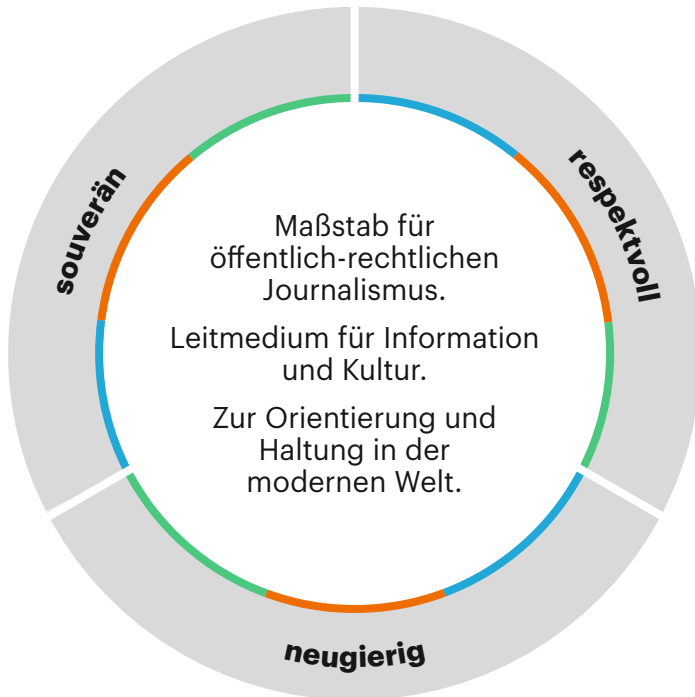 souverän
respektvoll
Maßstab für
öffentlich-rechtlichen
Journalismus.
Leitmedium für Information
und Kultur.
Zur Orientierung und
Haltung in der
modernen Welt.
neugierig